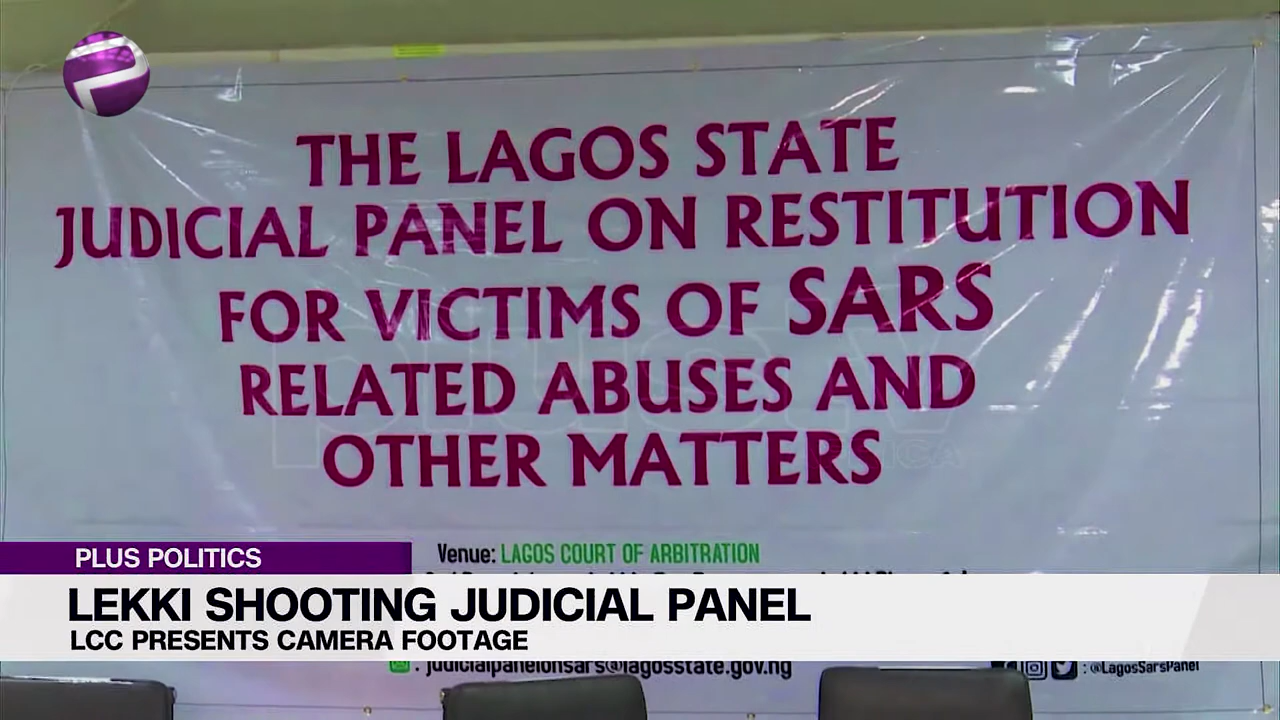 THE LAGOS STATE
JUDICIAL PANEL ON RESTITUTION
FOR VICTIMS OF SARS
RELATED ABUSES AND
OTHER MATTERS
Venue: LAGOS COURT OF ARBITRATION
PLUS POLITICS
LEKKI SHOOTING JUDICIAL PANEL
LCC PRESENTS CAMERA FOOTAGE
: judicialpanelonsars@lagosstate.gov.ng
: @LagosSarsPanel